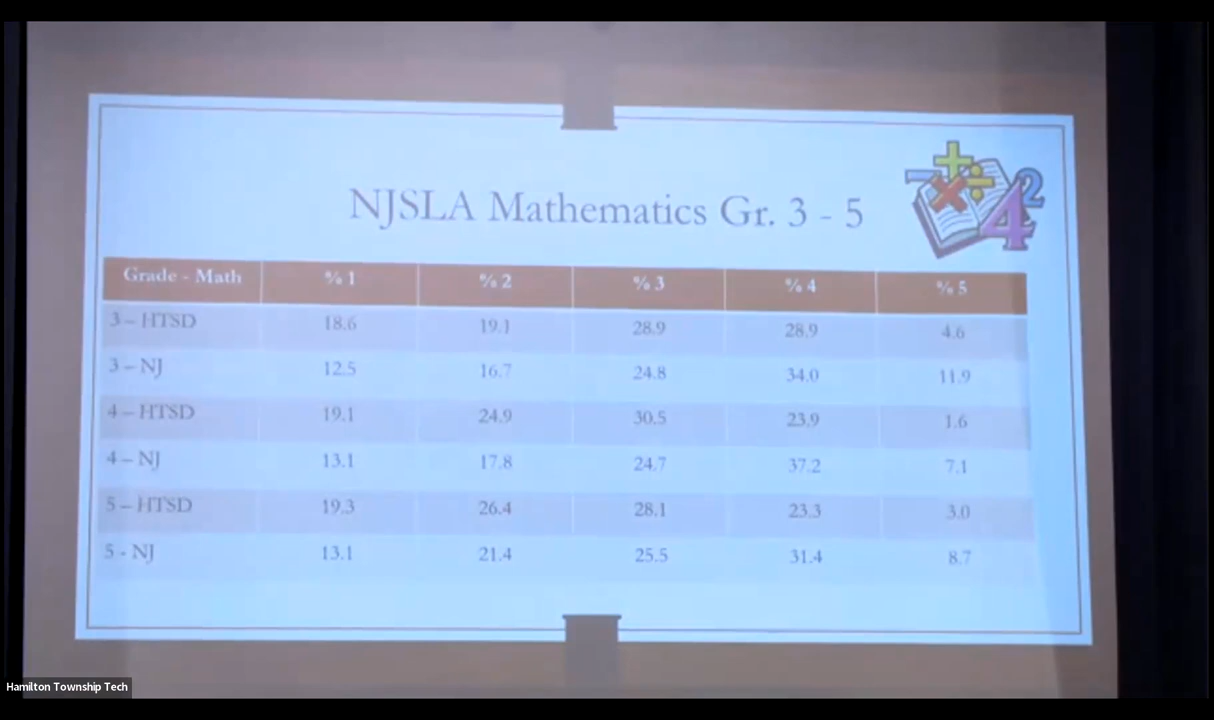 NJSLA Mathematics Gr. 3 - 5
2
4
Grade - Math % 1 % 2 % 3 % 4 % 5
3 – HTSD 18.6 19.1 28.9 28.9 4.6
3 – NJ 12.5 16.7 24.8 34.0 11.9
4 – HTSD 19.1 24.9 30.5 23.9 1.6
4 – NJ 13.1 17.8 24.7 37.2 7.1
5 – HTSD 19.3 26.4 28.1 23.3 3.0
5 - NJ 13.1 21.4 25.5 31.4 8.7
Hamilton Township Tech